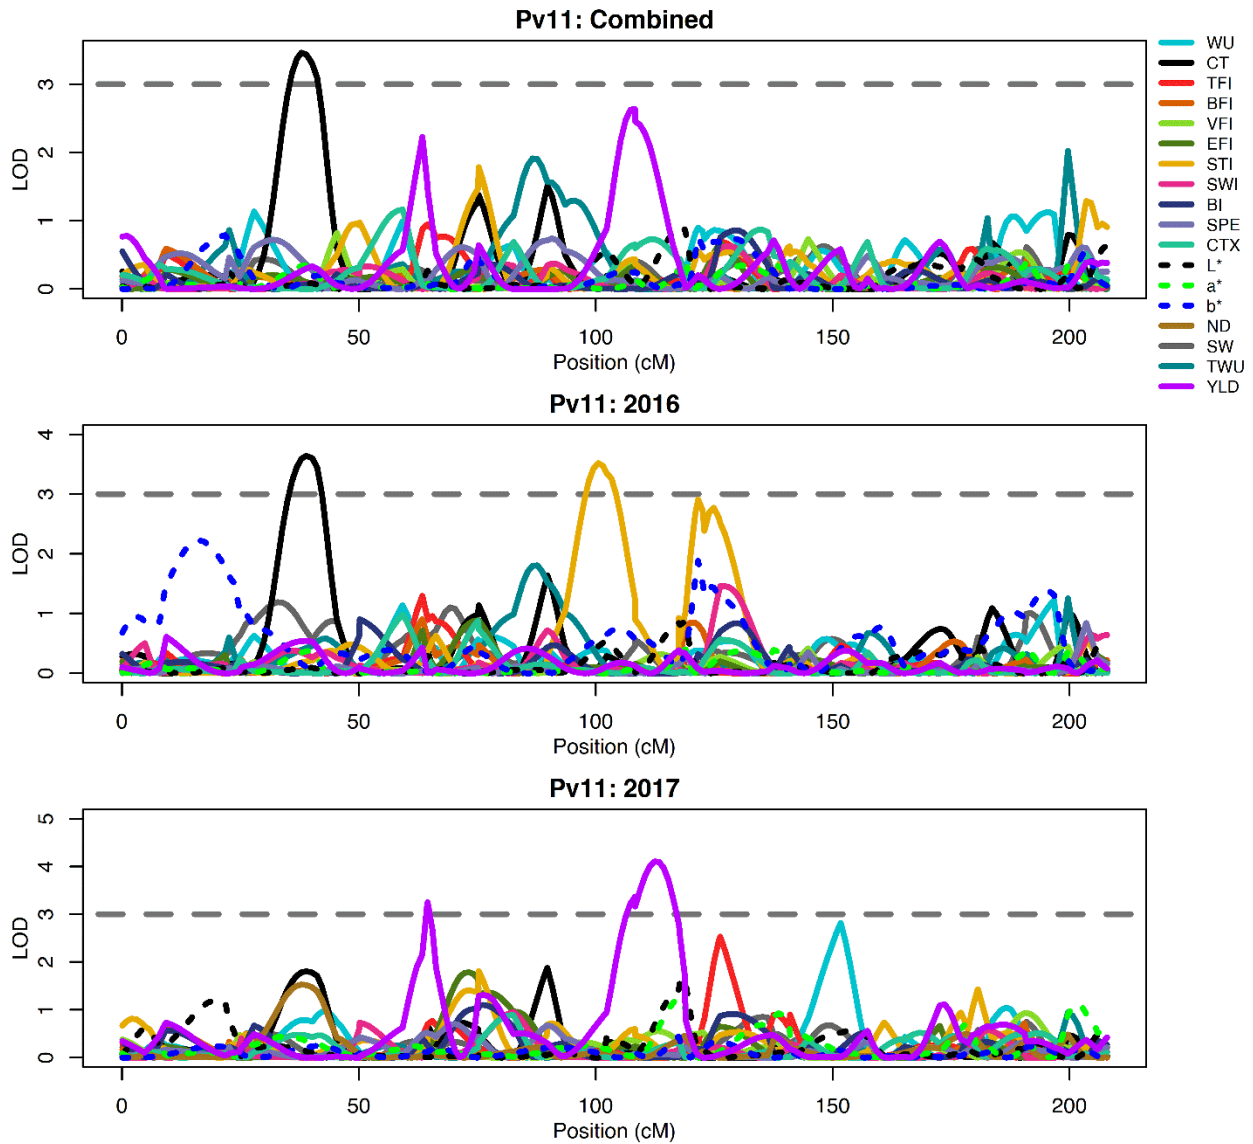 Pv11: Combined
LOD
3
2
1
0
0 50 100 150 200
Position (cM)
WU
CT
TFI
BFI
VFI
EFI
STI
SWI
BI
SPE
CTX
L*
a*
b*
ND
SW
TWU
YLD
Pv11: 2016
LOD
4
3
2
1
0
0 50 100 150 200
Position (cM)
Pv11: 2017
LOD
5
4
3
2
1
0
0 50 100 150 200
Position (cM)